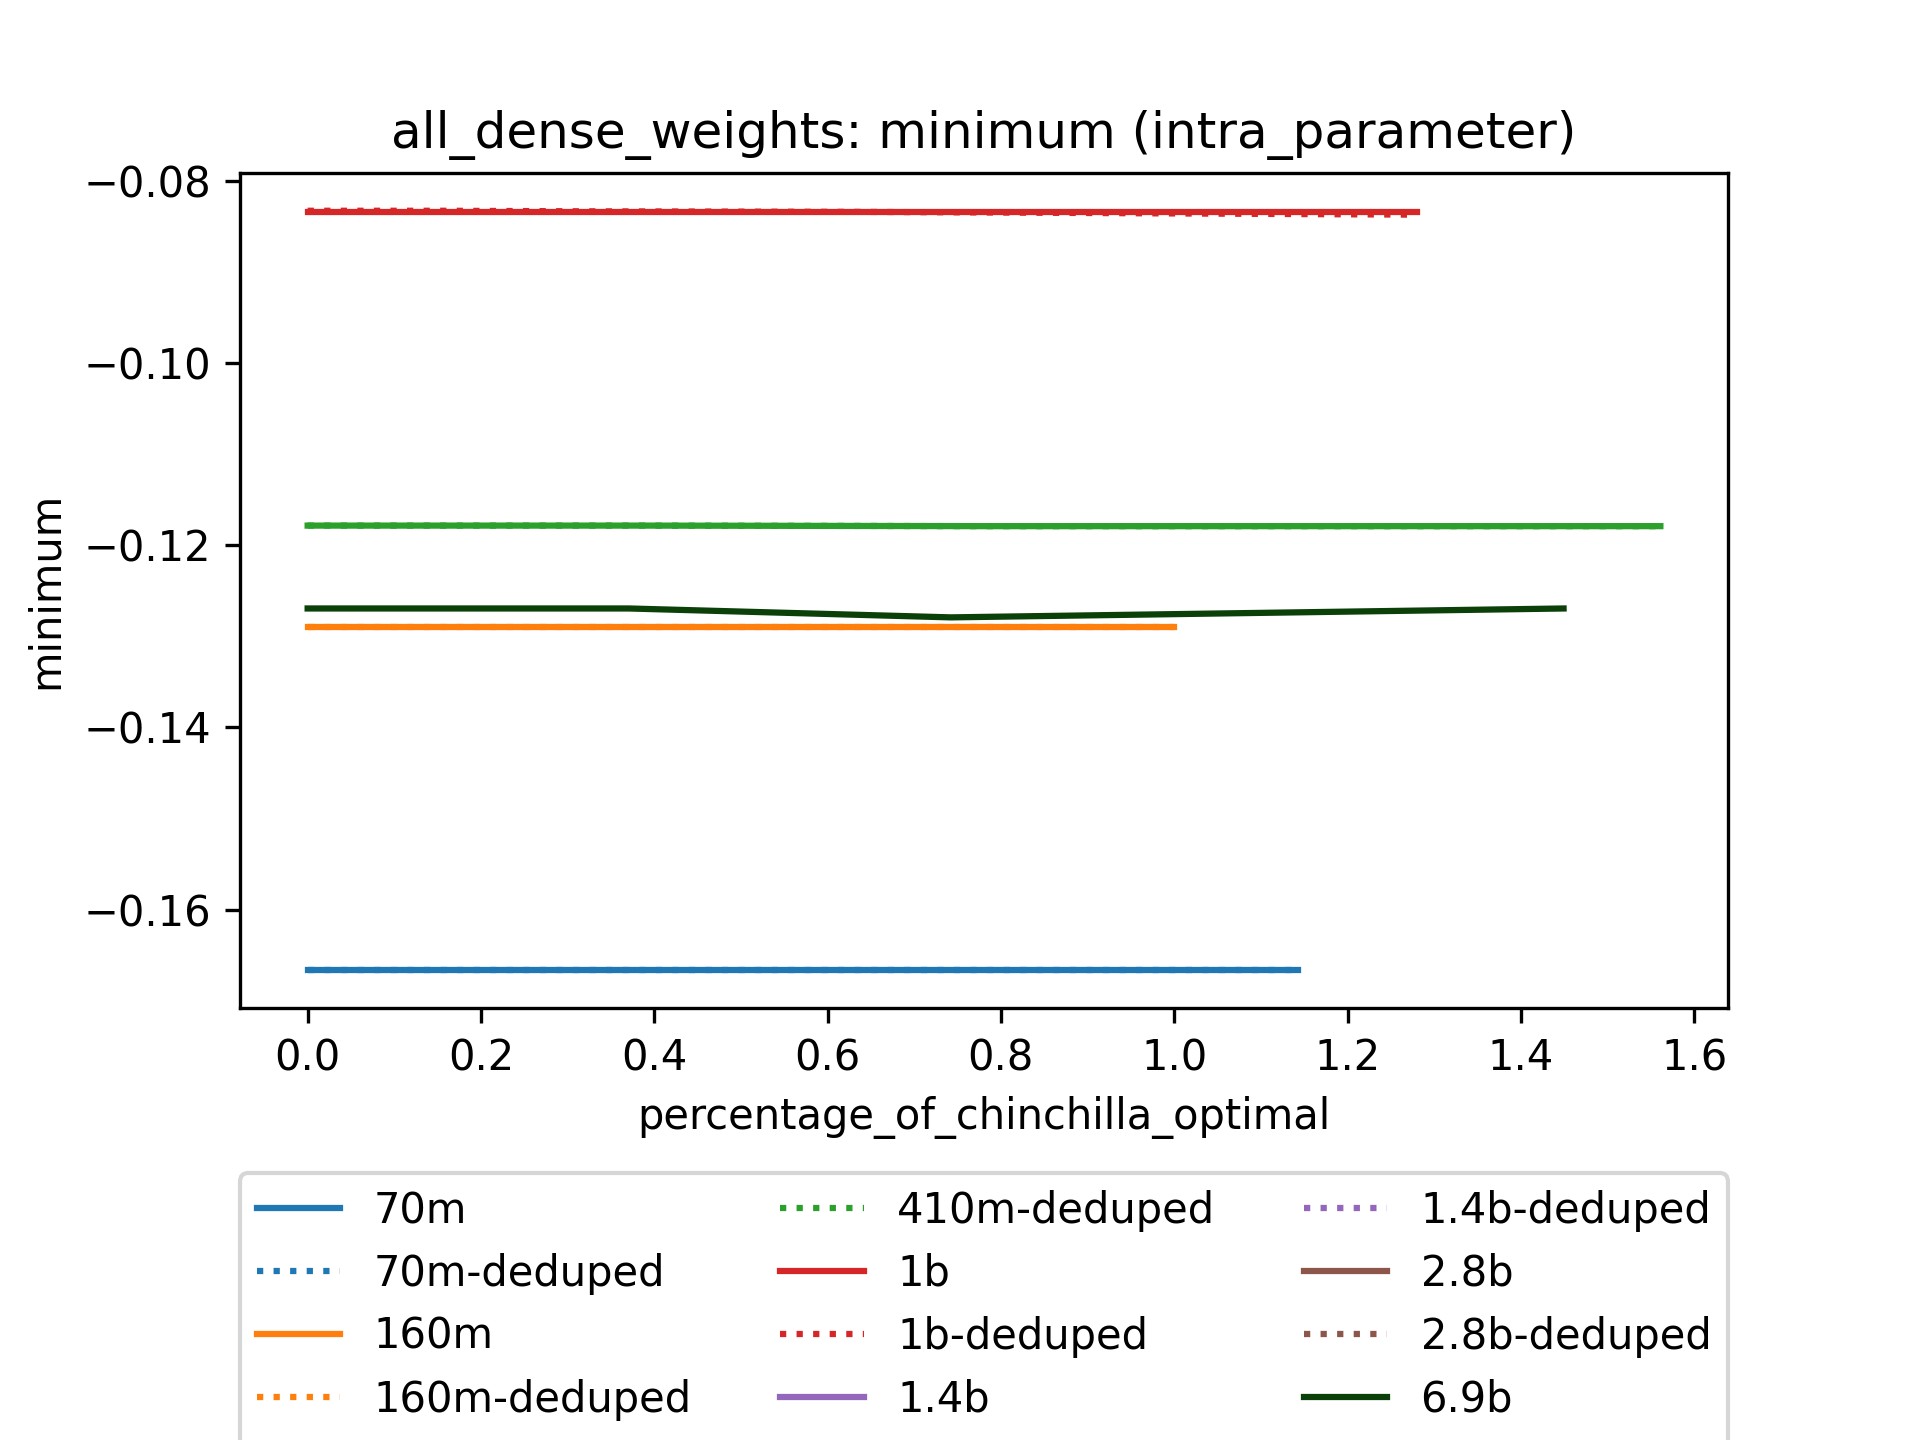 all_dense_weights: minimum (intra_parameter)
−0.08
−0.10
−0.12
−0.14
−0.16
minimum
0.0 0.2 0.4 0.6 0.8 1.0 1.2 1.4 1.6
percentage_of_chinchilla_optimal
70m
70m-deduped
160m
160m-deduped
410m-deduped
1b
1b-deduped
1.4b
1.4b-deduped
2.8b
2.8b-deduped
6.9b